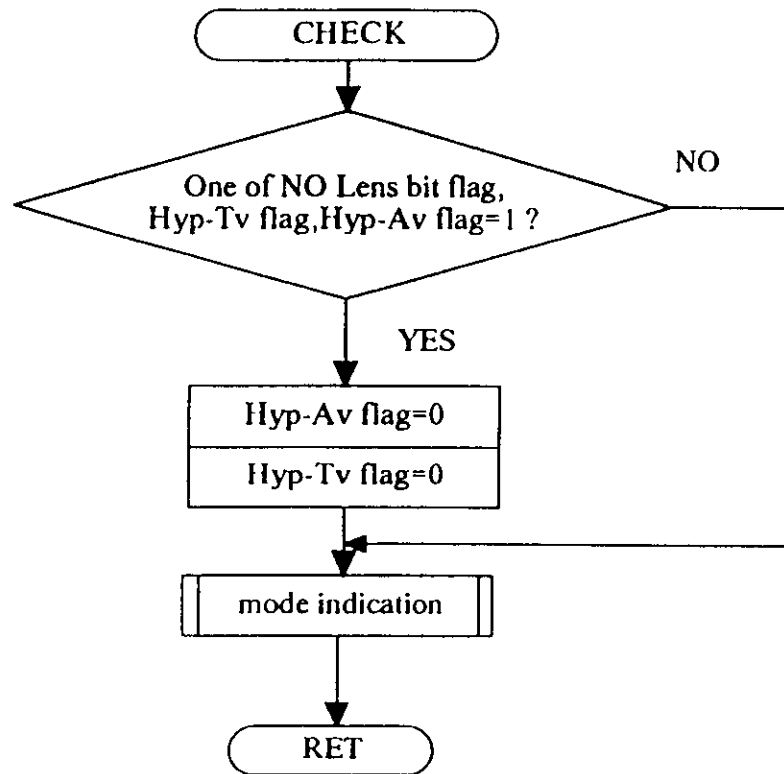 CHECK
NO
One of NO Lens bit flag,
Hyp-Tv flag,Hyp-Av flag=1 ?
YES
Hyp-Av flag=0
Hyp-Tv flag=0
mode indication
RET